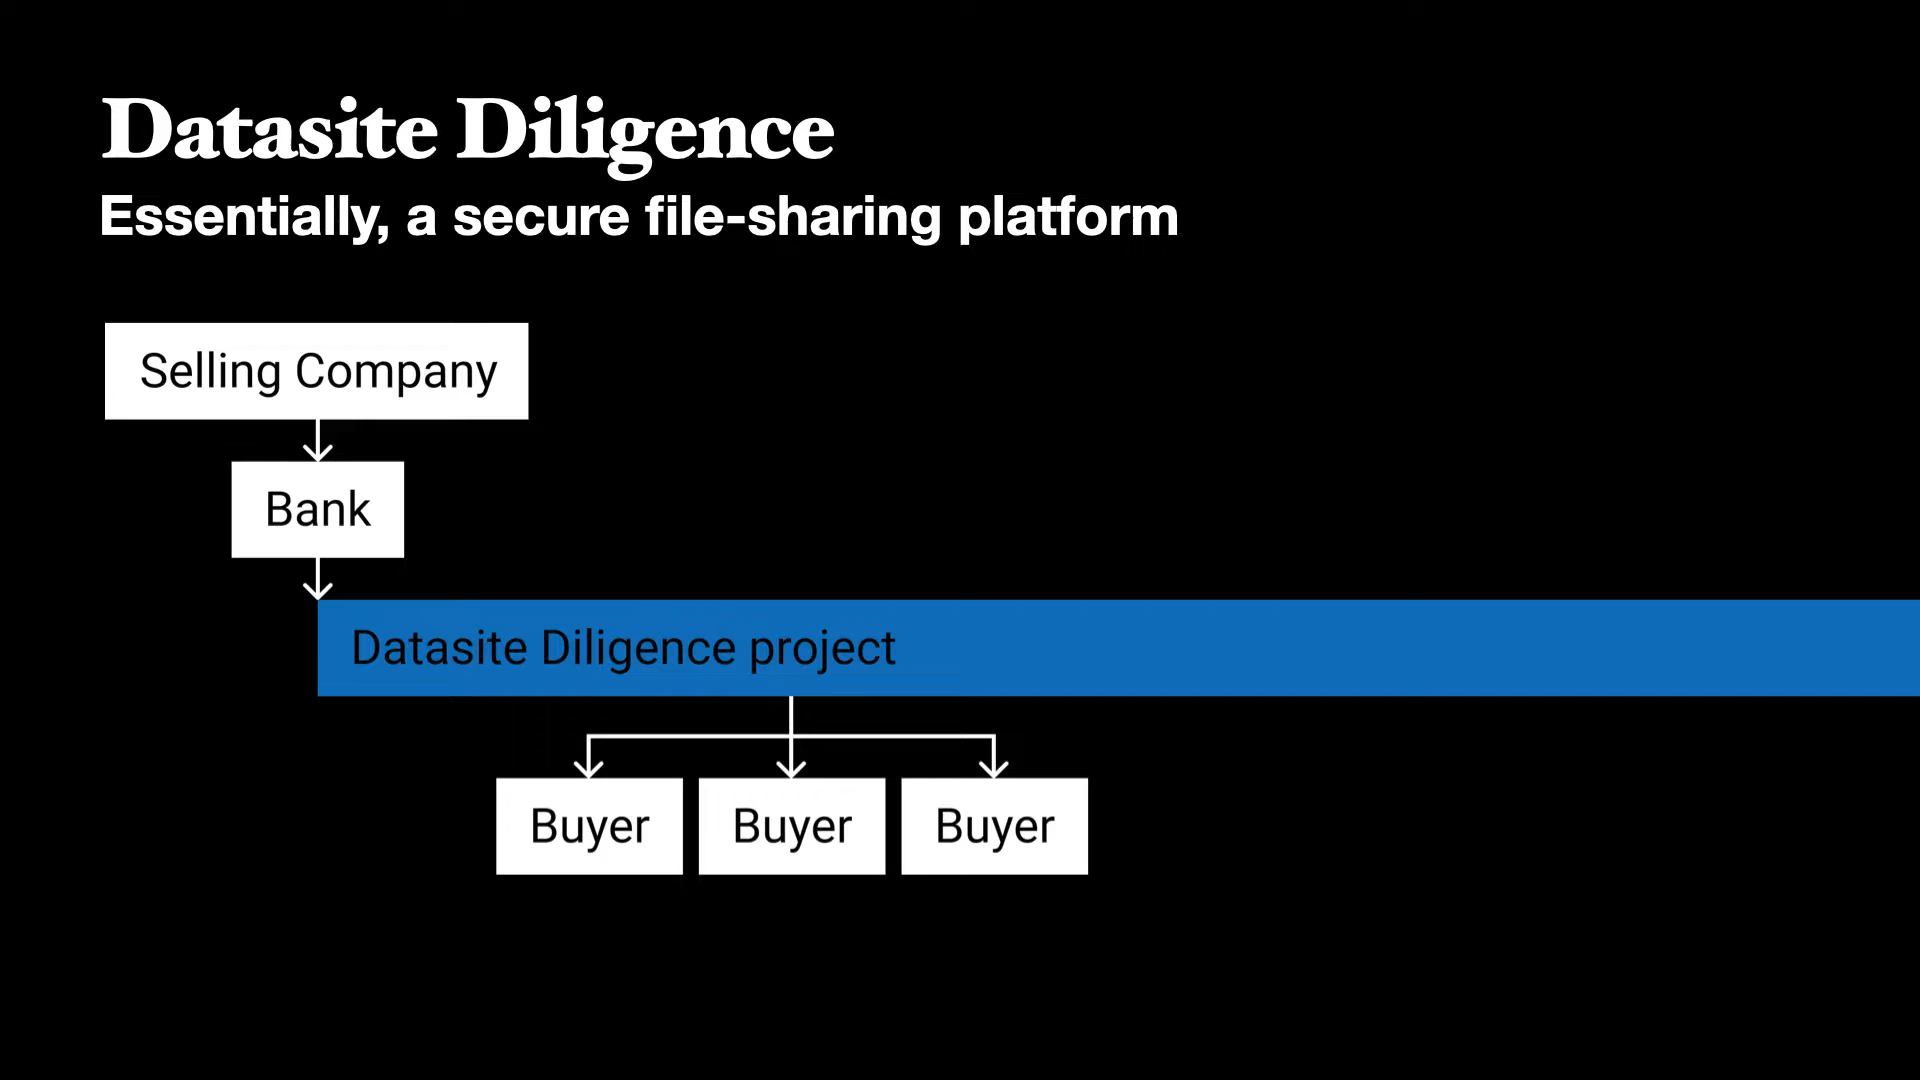 Datasite Diligence
Essentially, a secure file-sharing platform
Selling Company
Bank
Datasite Diligence project
Buyer Buyer Buyer